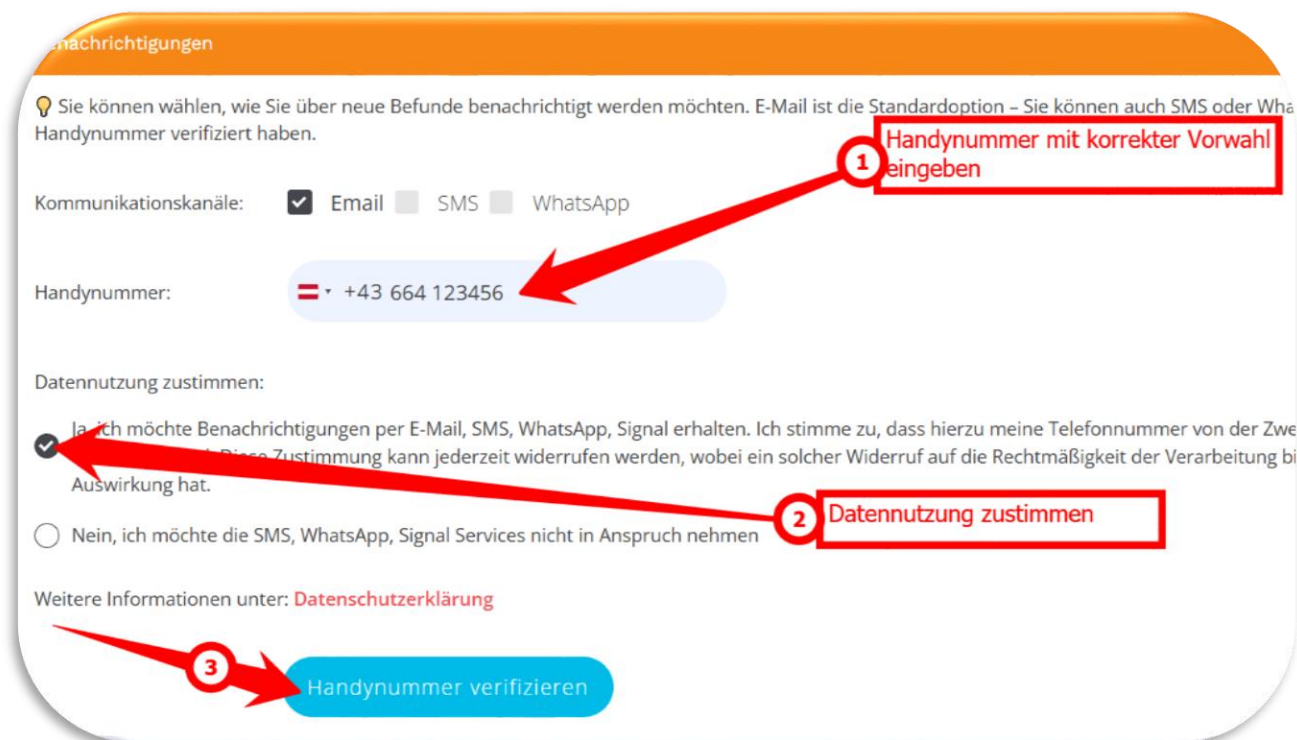 Benachrichtigungen
Sie können wählen, wie Sie über neue Befunde benachrichtigt werden möchten. E-Mail ist die Standardoption – Sie können auch SMS oder Wha
Handynummer verifiziert haben.
1
Handynummer mit korrekter Vorwahl
eingeben
Kommunikationskanäle: Email SMS WhatsApp
Handynummer: +43 664 123456
Datennutzung zustimmen:
Ja, ich möchte Benachrichtigungen per E-Mail, SMS, WhatsApp, Signal erhalten. Ich stimme zu, dass hierzu meine Telefonnummer von der Zwe
Diese Zustimmung kann jederzeit widerrufen werden, wobei ein solcher Widerruf auf die Rechtmäßigkeit der Verarbeitung bi
Auswirkung hat.
2
Datennutzung zustimmen
Nein, ich möchte die SMS, WhatsApp, Signal Services nicht in Anspruch nehmen
Weitere Informationen unter: Datenschutzerklärung
3
Handynummer verifizieren